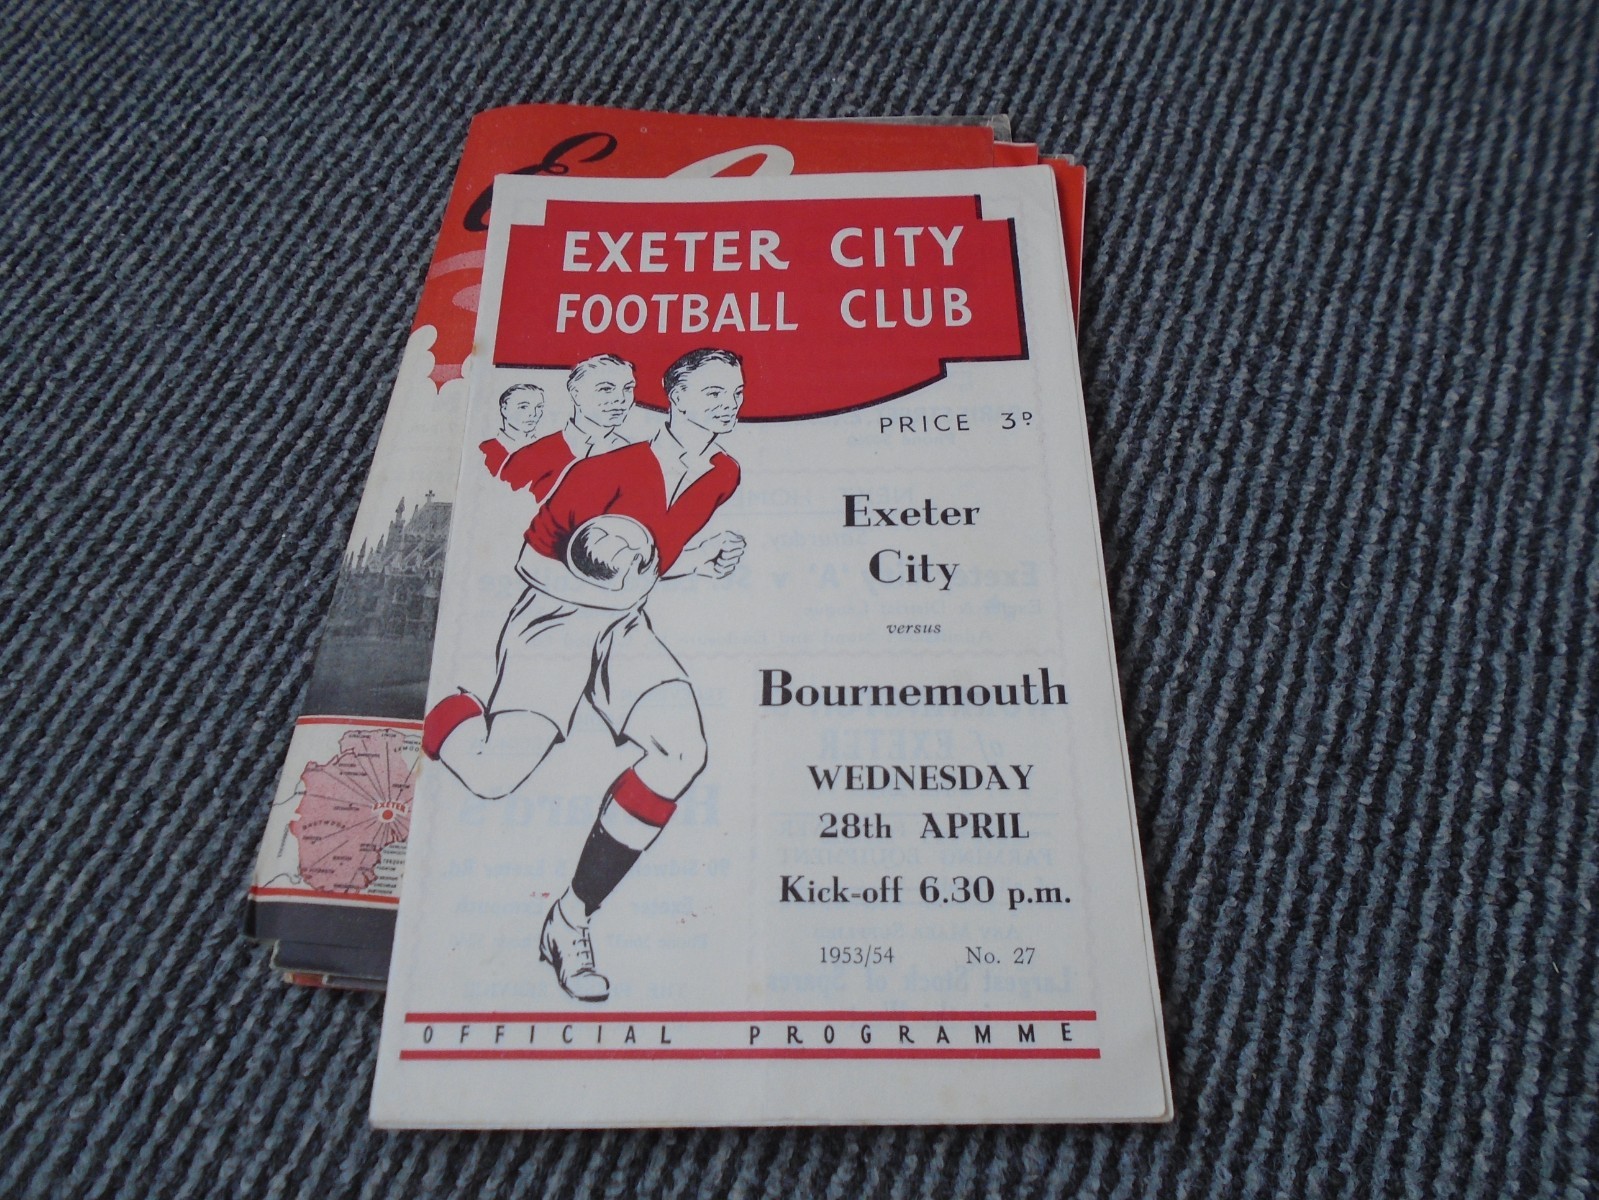 EXETER CITY
FOOTBALL CLUB
PRICE 3D
Exeter
City
versus
Bournemouth
WEDNESDAY
28th APRIL
Kick-off 6.30 p.m.
1953/54 No. 27
OFFICIAL PROGRAMME
EXETER